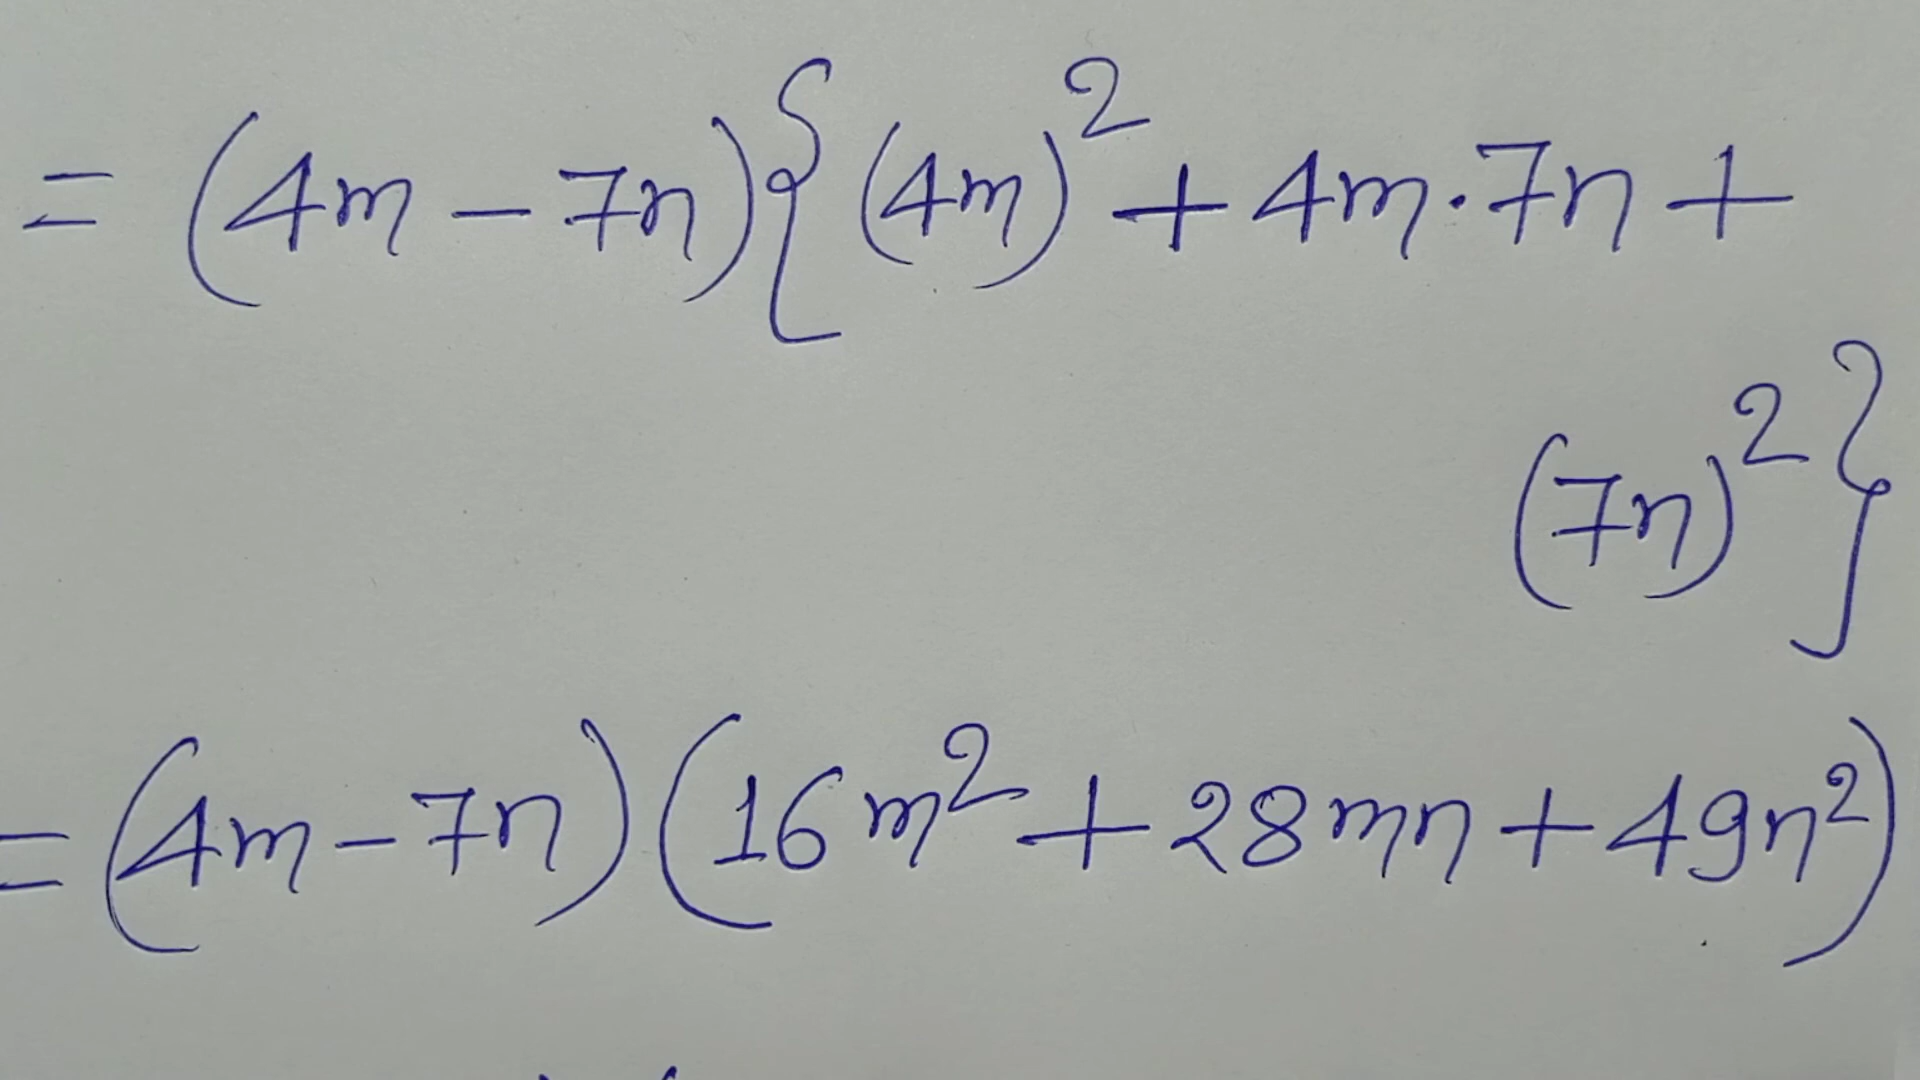 = (4m - 7n) { (4m)² + 4m·7n +
(7n)² }
= (4m - 7n) (16m² + 28mn + 49n²)